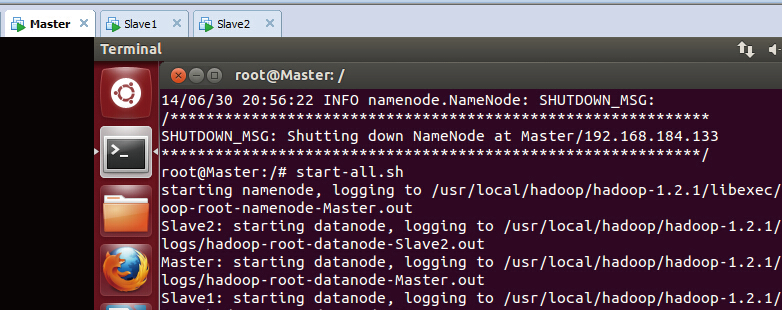 Master Slave1 Slave2
Terminal
root@Master: /
14/06/30 20:56:22 INFO namenode.NameNode: SHUTDOWN_MSG:
/************************************************************
SHUTDOWN_MSG: Shutting down NameNode at Master/192.168.184.133
************************************************************/
root@Master:/# start-all.sh
starting namenode, logging to /usr/local/hadoop/hadoop-1.2.1/libexec/
oop-root-namenode-Master.out
Slave2: starting datanode, logging to /usr/local/hadoop/hadoop-1.2.1/
logs/hadoop-root-datanode-Slave2.out
Master: starting datanode, logging to /usr/local/hadoop/hadoop-1.2.1/
logs/hadoop-root-datanode-Master.out
Slave1: starting datanode, logging to /usr/local/hadoop/hadoop-1.2.1/